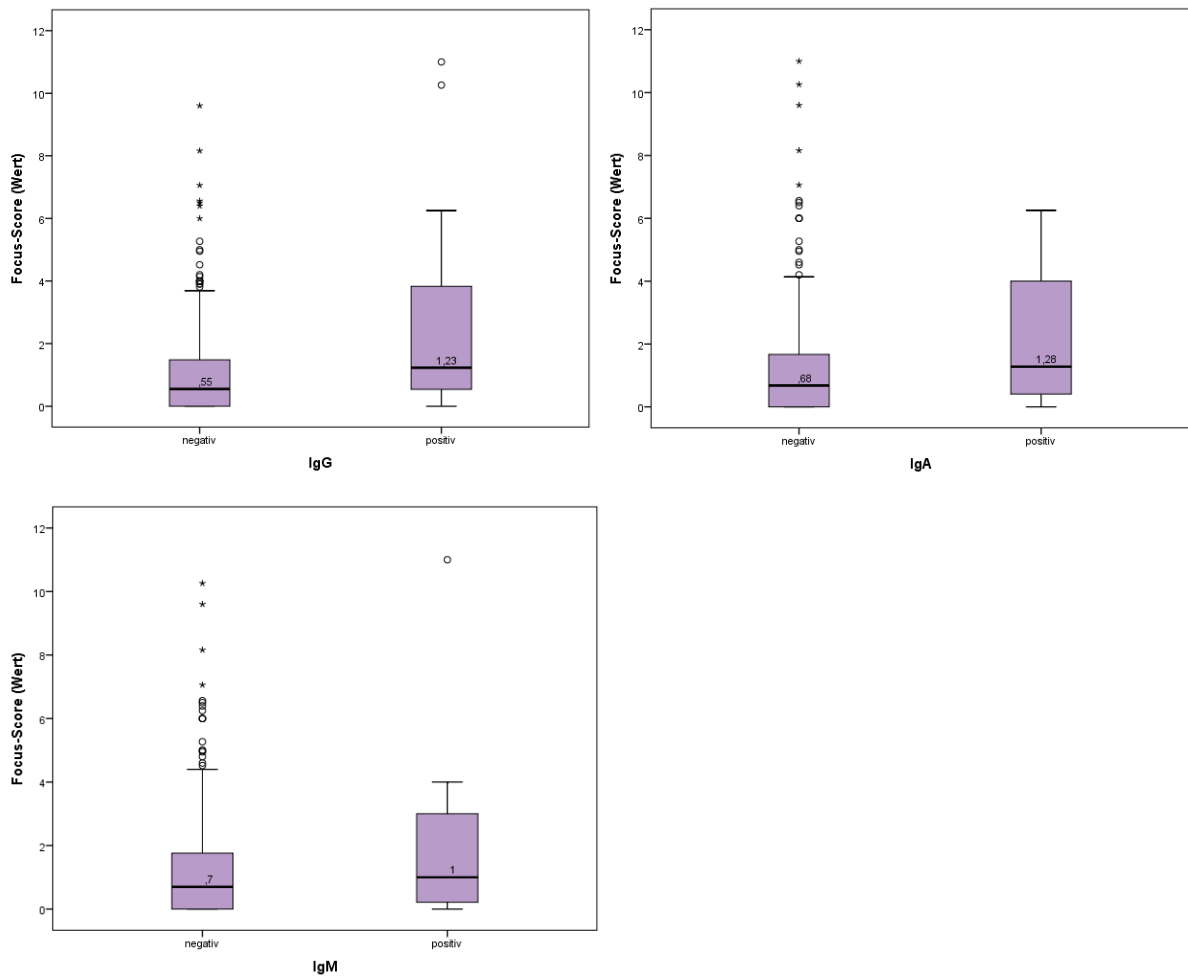 12
10
8
6
4
2
0
Focus-Score (Wert)
,55
1,23
negativ
positiv
IgG
12
10
8
6
4
2
0
Focus-Score (Wert)
,68
1,28
negativ
positiv
IgA
12
10
8
6
4
2
0
Focus-Score (Wert)
,7
1
negativ
positiv
IgM